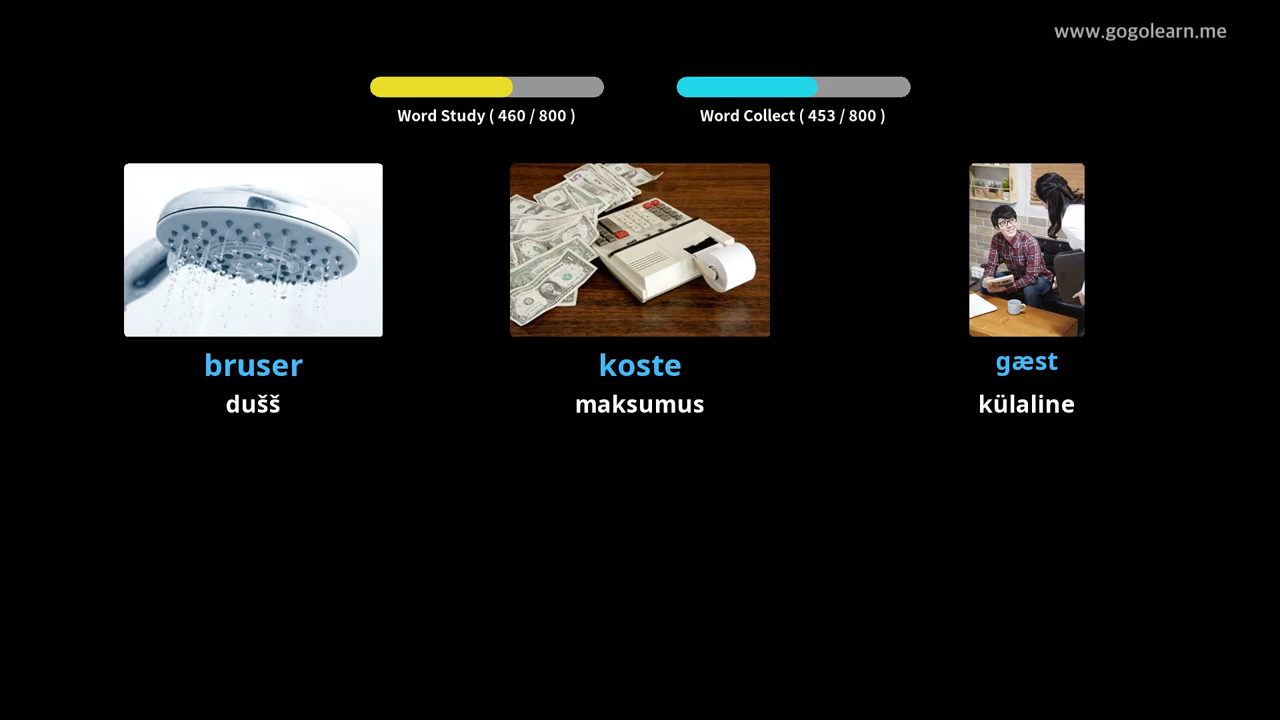 www.gogolearn.me
Word Study ( 460 / 800 )
Word Collect ( 453 / 800 )
bruser
dušš
koste
maksumus
gæst
külaline